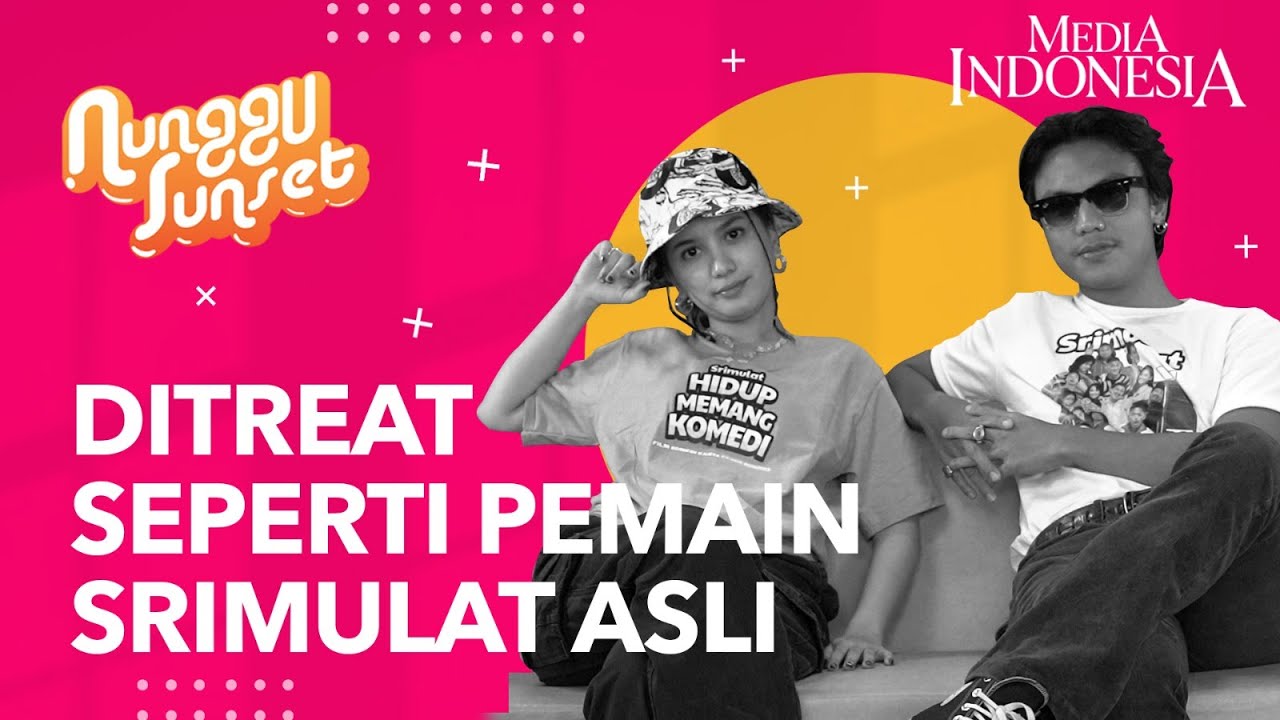 Nunggu
Sunset
MEDIA
INDONESIA
DITREAT
SEPERTI PEMAIN
SRIMULAT ASLI
Srimulat
HIDUP
MEMANG
KOMEDI